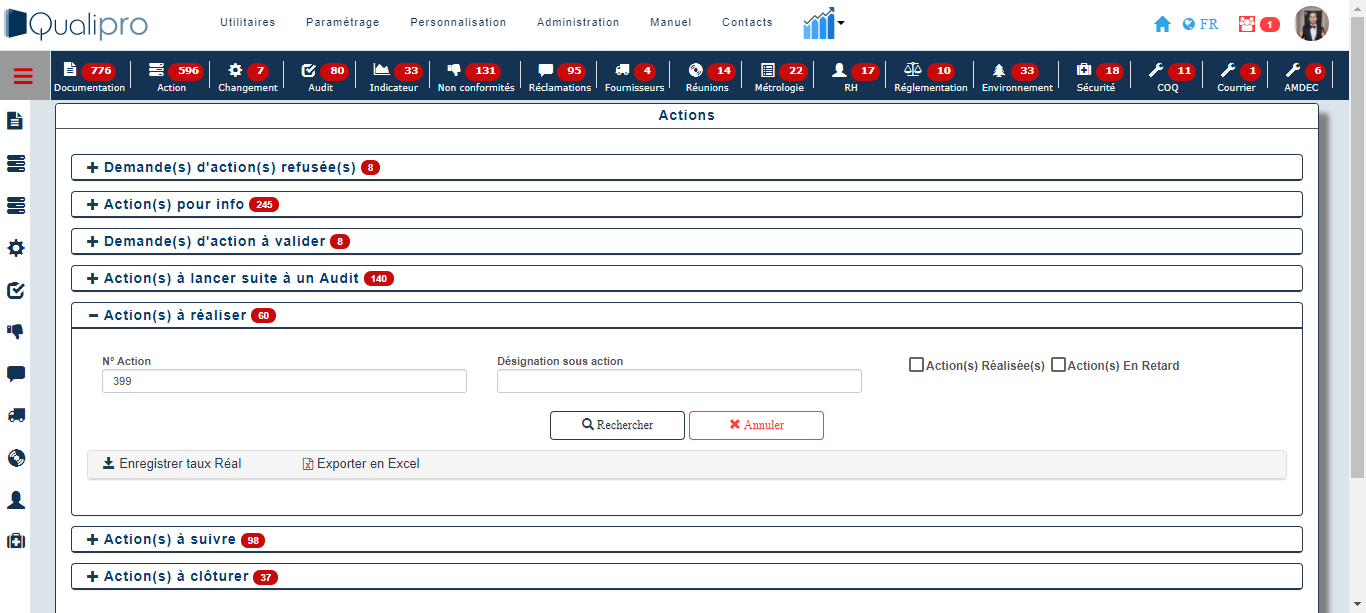 Qualipro
Utilitaires Paramétrage Personnalisation Administration Manuel Contacts
FR 1
776 596 7 80 33 131 95 4 14 22 17 10 33 18 11 1 6
Documentation Action Changement Audit Indicateur Non conformités Réclamations Fournisseurs Réunions Métrologie RH Réglementation Environnement Sécurité COQ Courrier AMDEC
Actions
Demande(s) d'action(s) refusée(s) 8
Action(s) pour info 245
Demande(s) d'action à valider 8
Action(s) à lancer suite à un Audit 140
Action(s) à réaliser 60
N° Action Désignation sous action
Action(s) Réalisée(s) Action(s) En Retard
399
Rechercher Annuler
Enregistrer taux Réal Exporter en Excel
Action(s) à suivre 98
Action(s) à clôturer 37